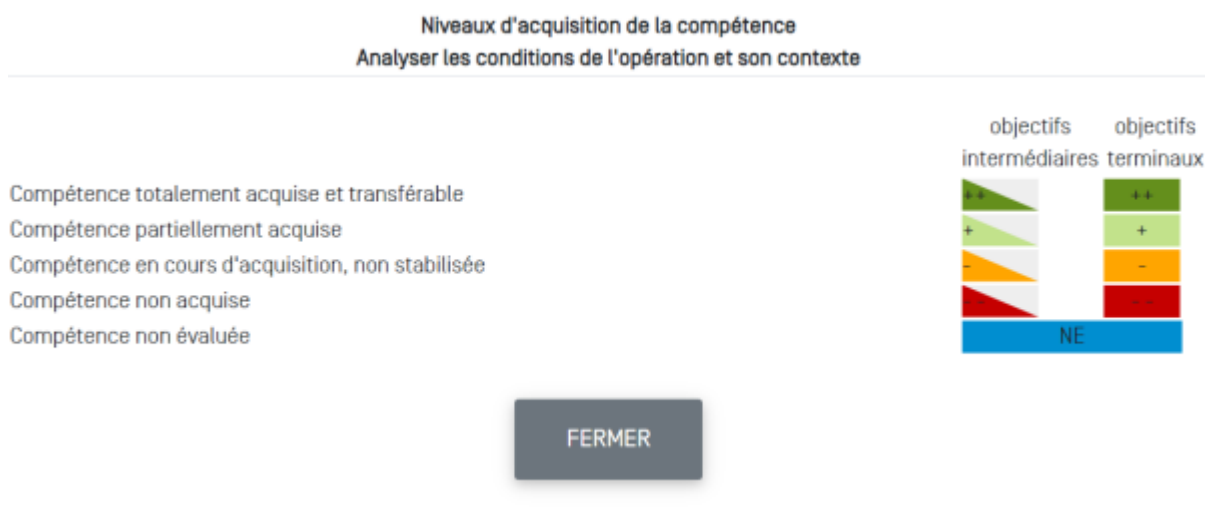 Niveaux d'acquisition de la compétence
Analyser les conditions de l'opération et son contexte
objectifs objectifs
intermédiaires terminaux
Compétence totalement acquise et transférable ++ ++
Compétence partiellement acquise + +
Compétence en cours d'acquisition, non stabilisée - -
Compétence non acquise - - - -
Compétence non évaluée NE
FERMER